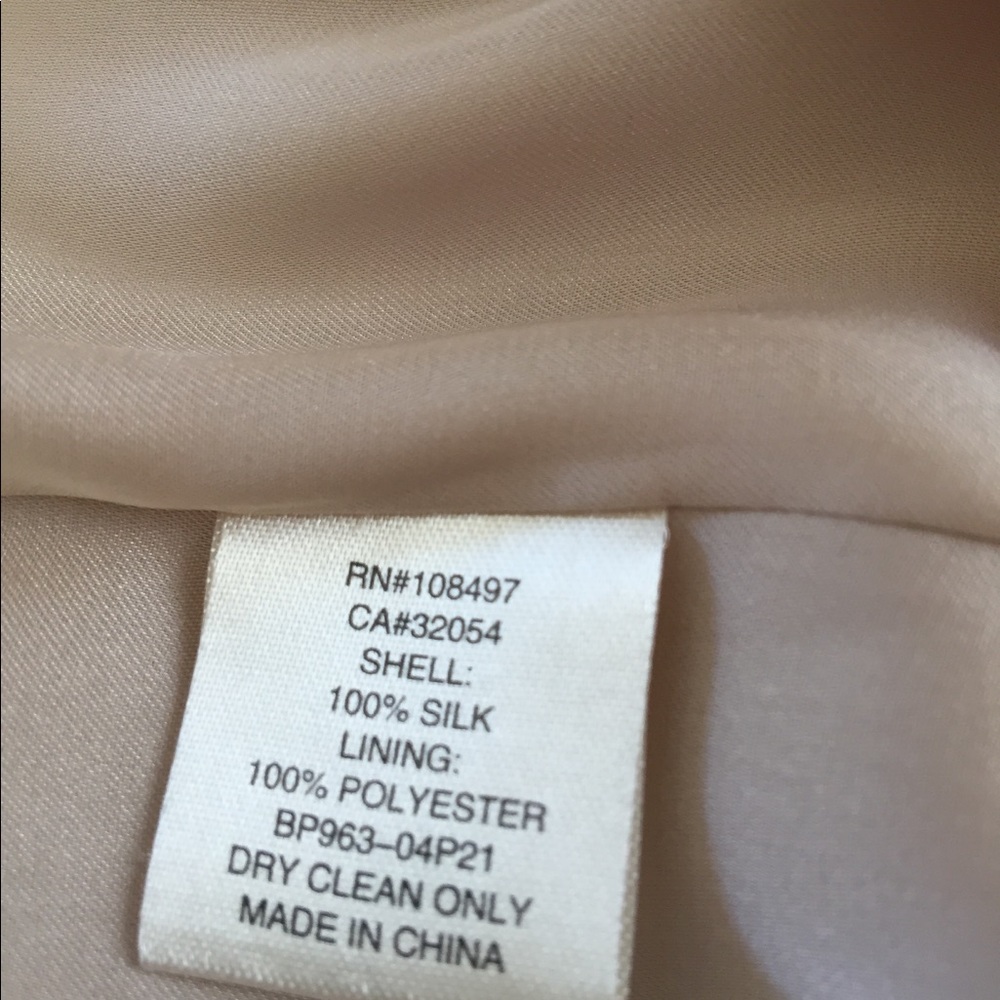 RN#108497
CA#32054
SHELL:
100% SILK
LINING:
100% POLYESTER
BP963-04P21
DRY CLEAN ONLY
MADE IN CHINA